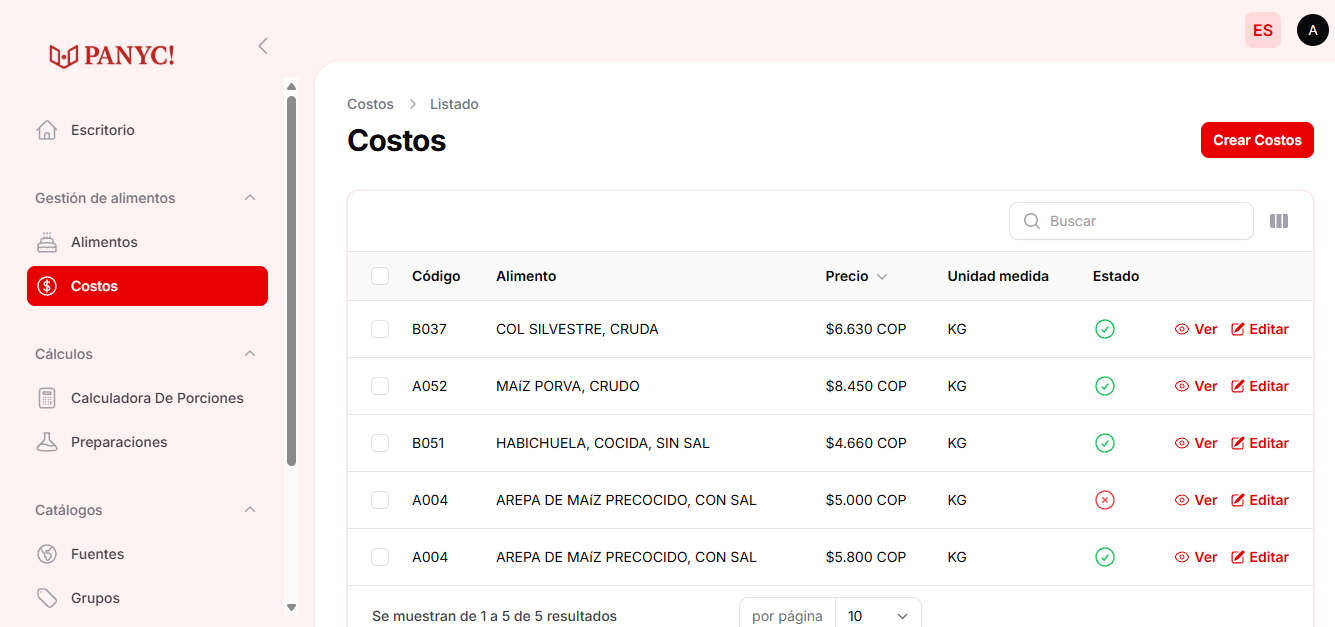 PANYC!
ES
A
Escritorio
Gestión de alimentos
Alimentos
Costos
Cálculos
Calculadora De Porciones
Preparaciones
Catálogos
Fuentes
Grupos
Costos > Listado
Costos
Crear Costos
Buscar
Código Alimento Precio Unidad medida Estado
B037 COL SILVESTRE, CRUDA $6.630 COP KG Ver Editar
A052 MAíZ PORVA, CRUDO $8.450 COP KG Ver Editar
B051 HABICHUELA, COCIDA, SIN SAL $4.660 COP KG Ver Editar
A004 AREPA DE MAíZ PRECOCIDO, CON SAL $5.000 COP KG Ver Editar
A004 AREPA DE MAíZ PRECOCIDO, CON SAL $5.800 COP KG Ver Editar
Se muestran de 1 a 5 de 5 resultados por página 10